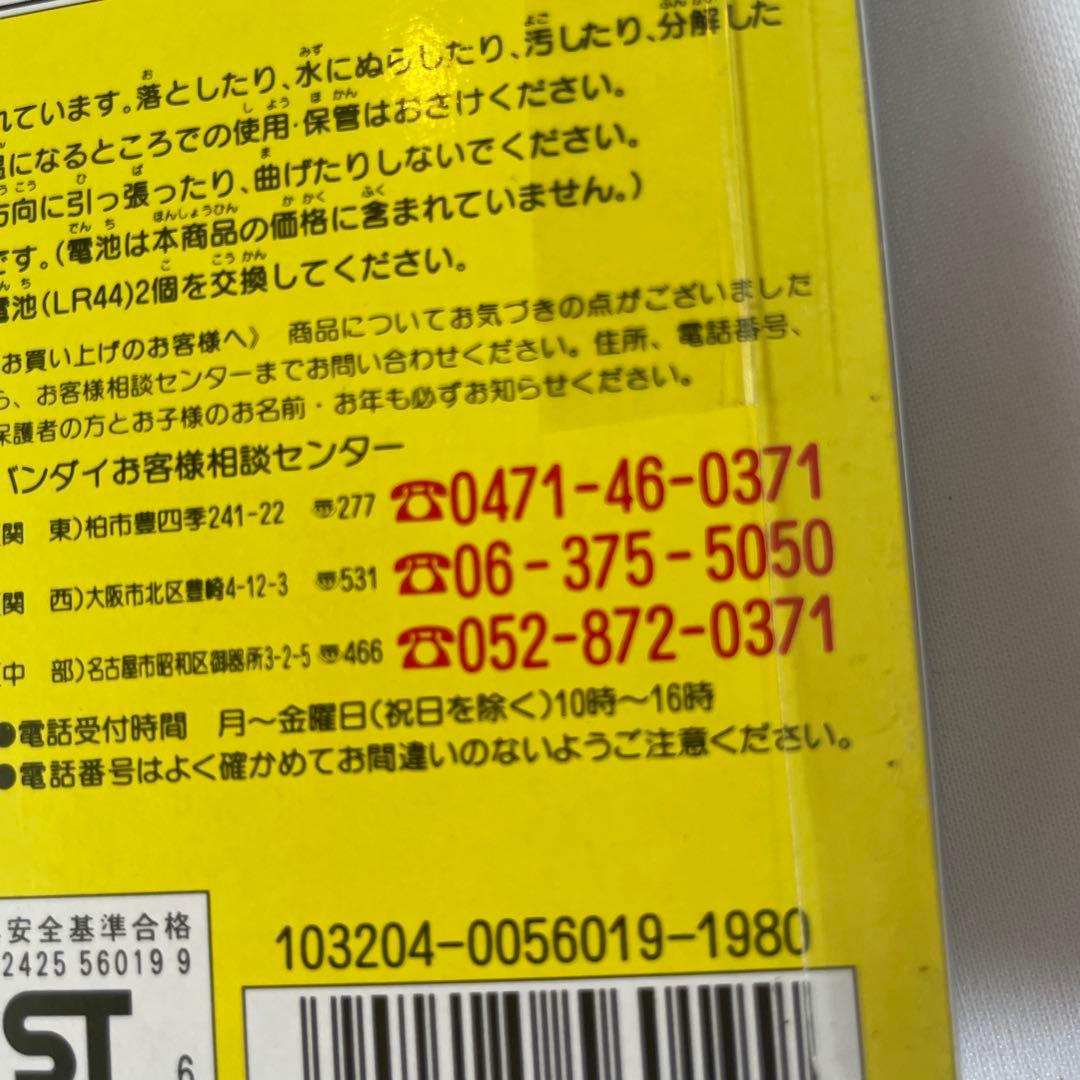 れています。落としたり、水にぬらしたり、汚したり、分解した
温になるところでの使用・保管はおさけください。
方向に引っ張ったり、曲げたりしないでください。
です。(電池は本商品の価格に含まれていません。)
電池(LR44)2個を交換してください。
お買い上げのお客様へ〉 商品についてお気づきの点がございました
ら、お客様相談センターまでお問い合わせください。住所、電話番号、
保護者の方とお子様のお名前・お年も必ずお知らせください。
バンダイお客様相談センター
関 東)柏市豊四季241-22 〠277 ☎0471-46-0371
関 西)大阪市北区豊崎4-12-3 〠531 ☎06-375-5050
(中 部)名古屋市昭和区御器所3-2-5 〠466 ☎052-872-0371
●電話受付時間 月〜金曜日(祝日を除く)10時〜16時
●電話番号はよく確かめてお間違いのないようご注意ください。
安全基準合格
2425 56019 9
ST
6
103204-0056019-1980